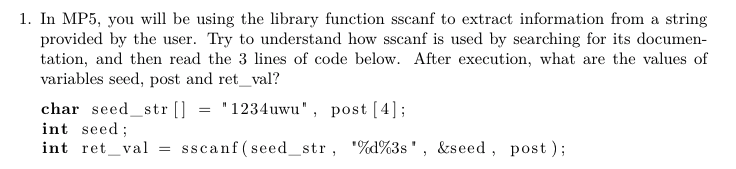 1. In MP5, you will be using the library function sscanf to extract information from a string
provided by the user. Try to understand how sscanf is used by searching for its documen-
tation, and then read the 3 lines of code below. After execution, what are the values of
variables seed, post and ret_val?
char seed_str[] = "1234uwu", post[4];
int seed;
int ret_val = sscanf(seed_str, "%d%3s", &seed, post);